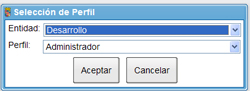 Selección de Perfil
Entidad: Desarrollo
Perfil: Administrador
Aceptar Cancelar